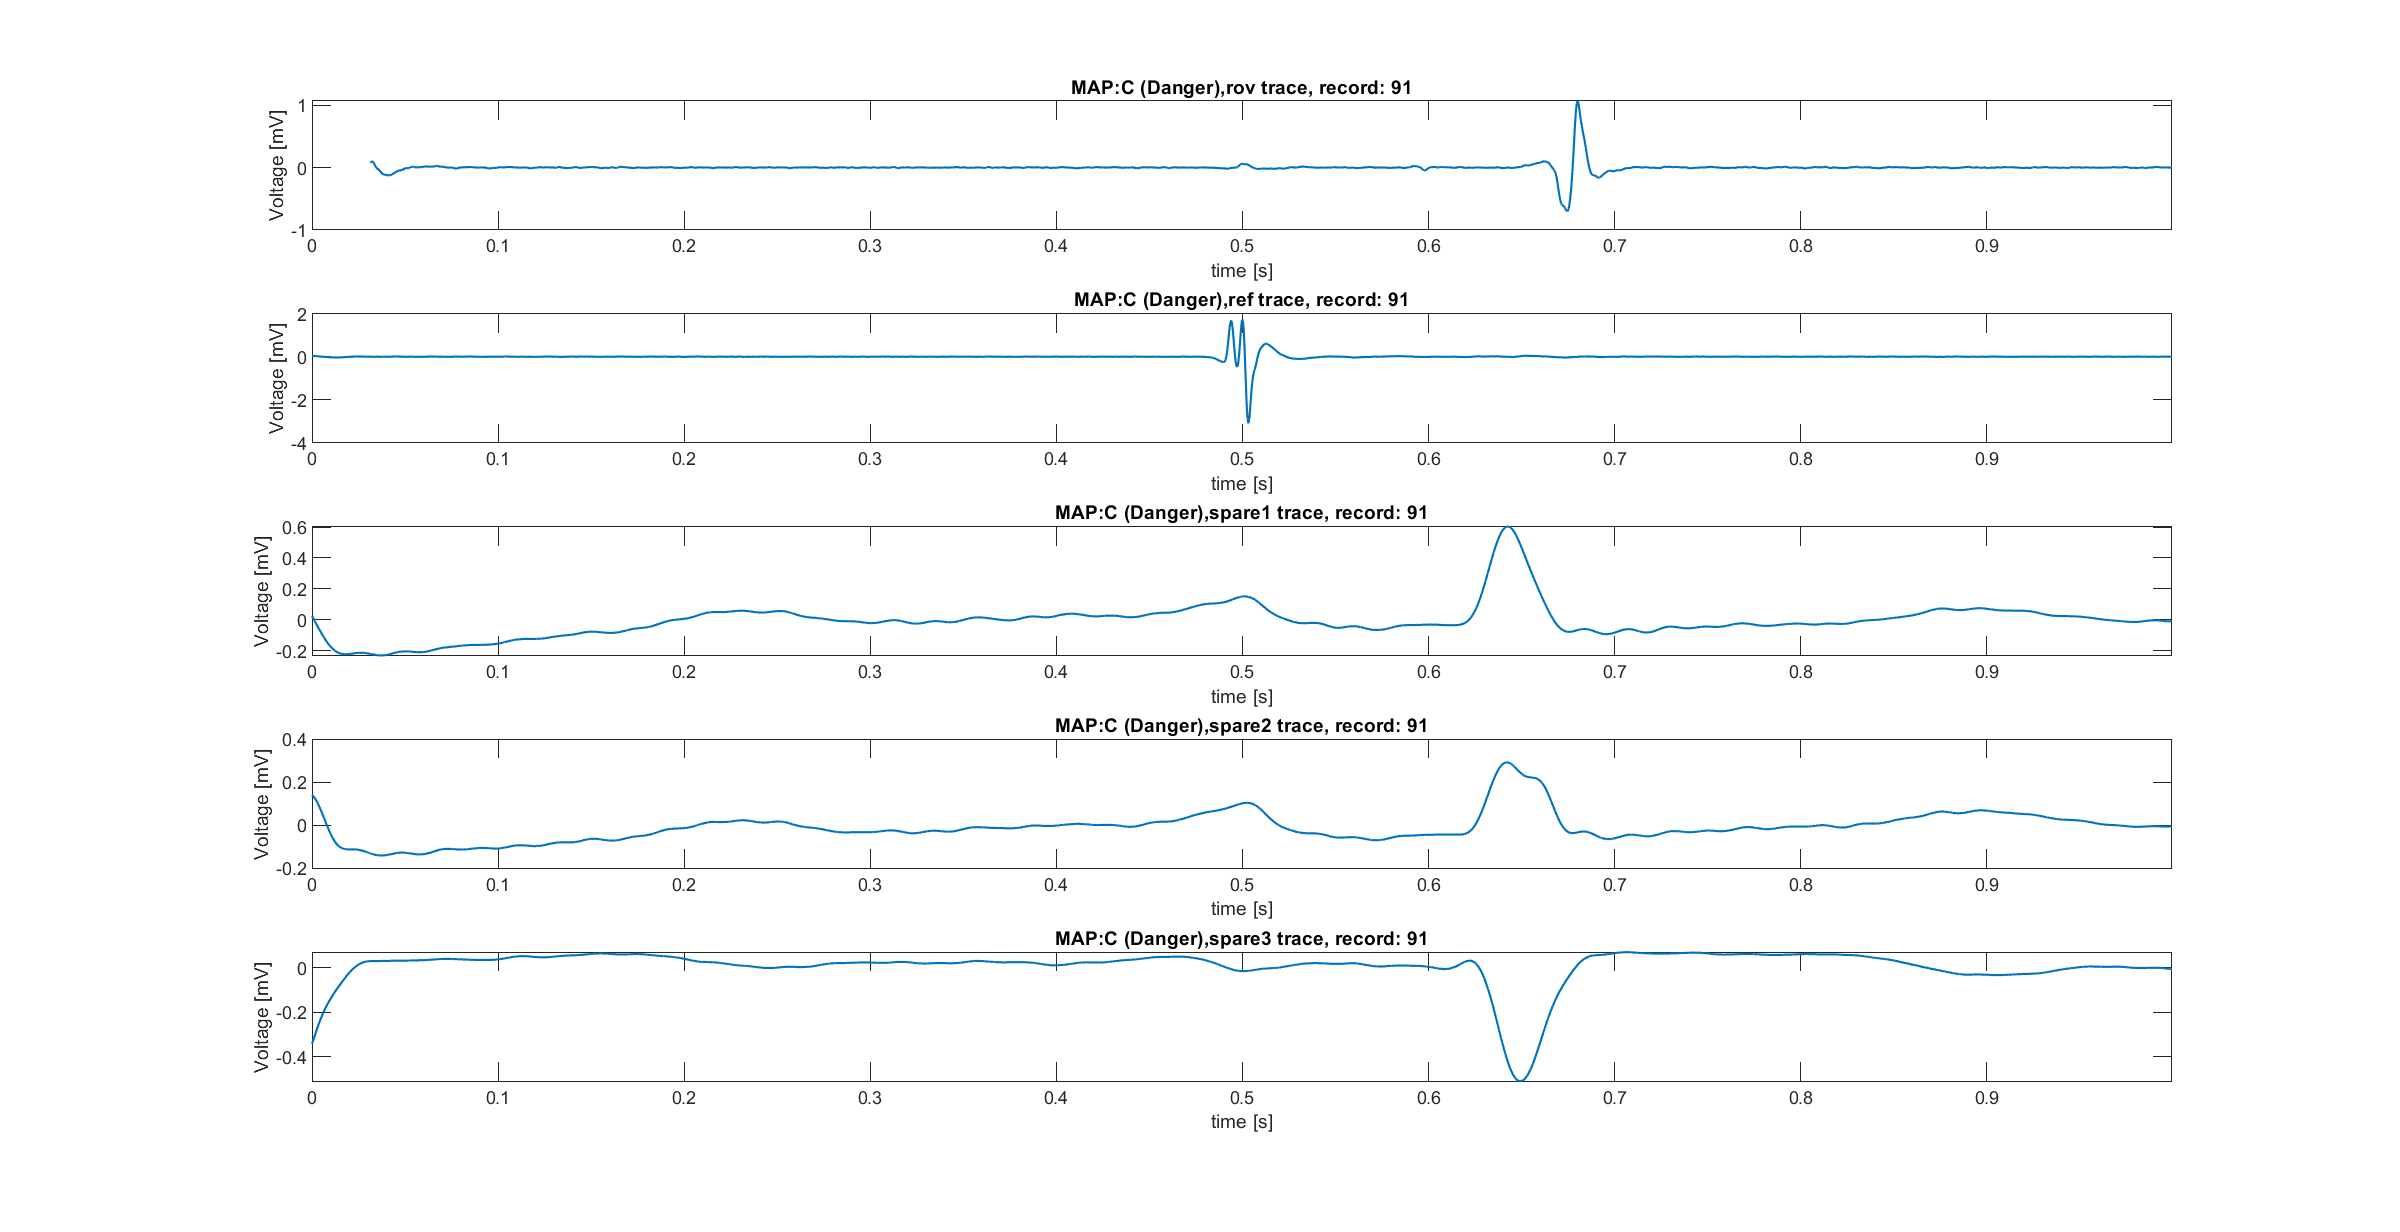 MAP:C (Danger),rov trace, record: 91
Voltage [mV]
1
0
-1
0 0.1 0.2 0.3 0.4 0.5 0.6 0.7 0.8 0.9
time [s]
MAP:C (Danger),ref trace, record: 91
Voltage [mV]
2
0
-2
-4
0 0.1 0.2 0.3 0.4 0.5 0.6 0.7 0.8 0.9
time [s]
MAP:C (Danger),spare1 trace, record: 91
Voltage [mV]
0.6
0.4
0.2
0
-0.2
0 0.1 0.2 0.3 0.4 0.5 0.6 0.7 0.8 0.9
time [s]
MAP:C (Danger),spare2 trace, record: 91
Voltage [mV]
0.4
0.2
0
-0.2
0 0.1 0.2 0.3 0.4 0.5 0.6 0.7 0.8 0.9
time [s]
MAP:C (Danger),spare3 trace, record: 91
Voltage [mV]
0
-0.2
-0.4
0 0.1 0.2 0.3 0.4 0.5 0.6 0.7 0.8 0.9
time [s]